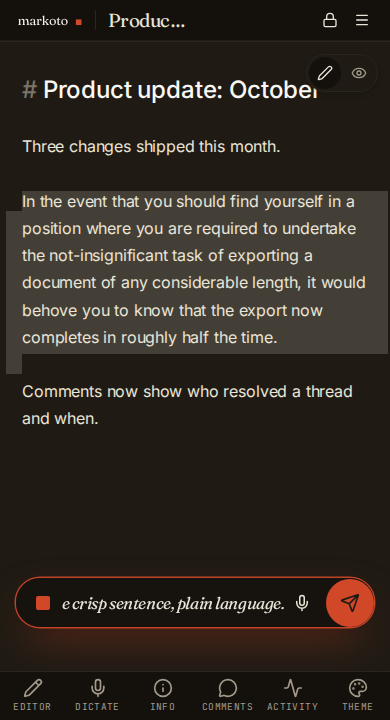 markoto
Produc...
# Product update: October
Three changes shipped this month.
In the event that you should find yourself in a
position where you are required to undertake
the not-insignificant task of exporting a
document of any considerable length, it would
behove you to know that the export now
completes in roughly half the time.
Comments now show who resolved a thread
and when.
e crisp sentence, plain language.
EDITOR
DICTATE
INFO
COMMENTS
ACTIVITY
THEME